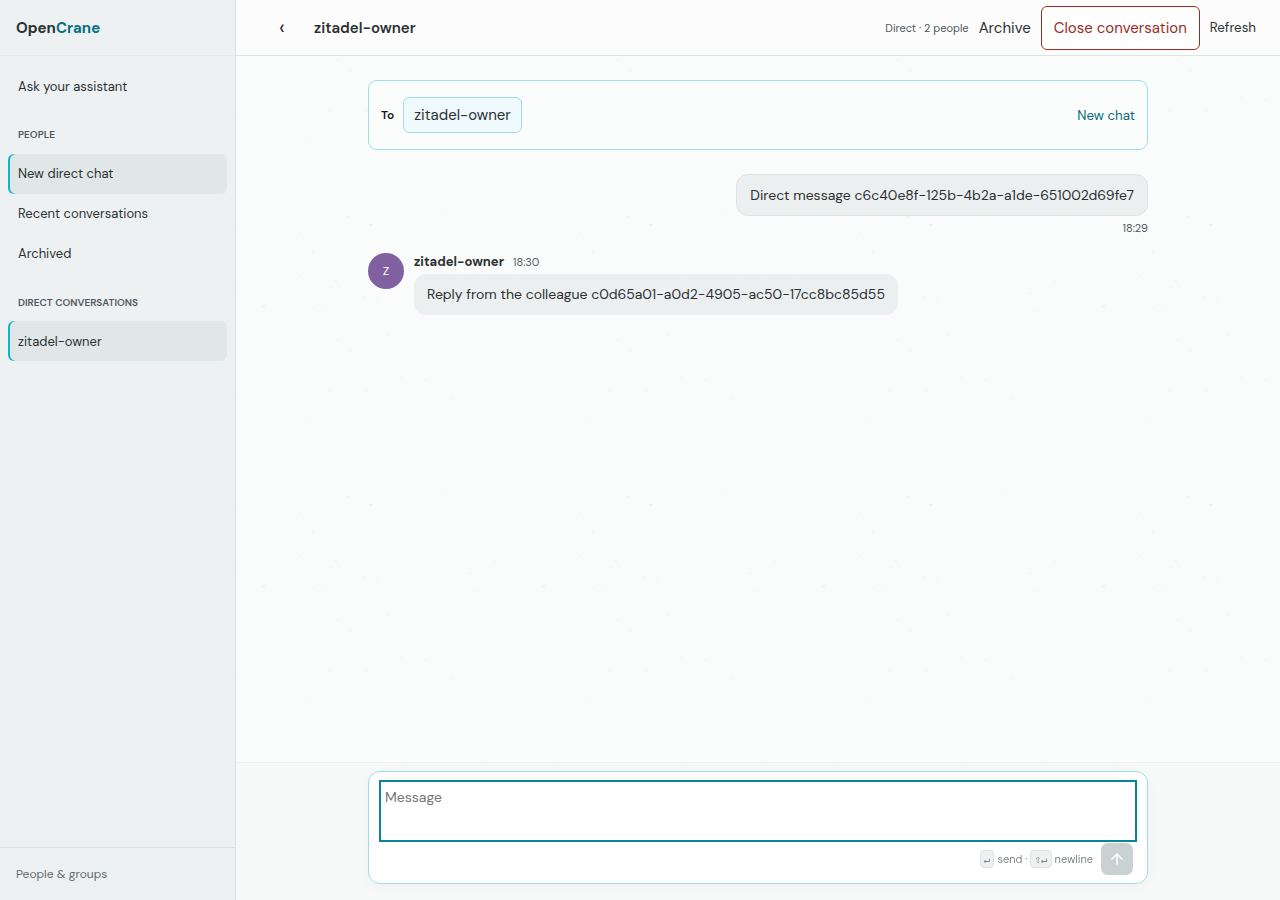 OpenCrane
Ask your assistant
PEOPLE
New direct chat
Recent conversations
Archived
DIRECT CONVERSATIONS
zitadel-owner
People & groups
‹ zitadel-owner Direct · 2 people Archive Close conversation Refresh
To zitadel-owner New chat
Direct message c6c40e8f-125b-4b2a-a1de-651002d69fe7
18:29
Z zitadel-owner 18:30
Reply from the colleague c0d65a01-a0d2-4905-ac50-17cc8bc85d55
Message
↵ send · ⇧↵ newline